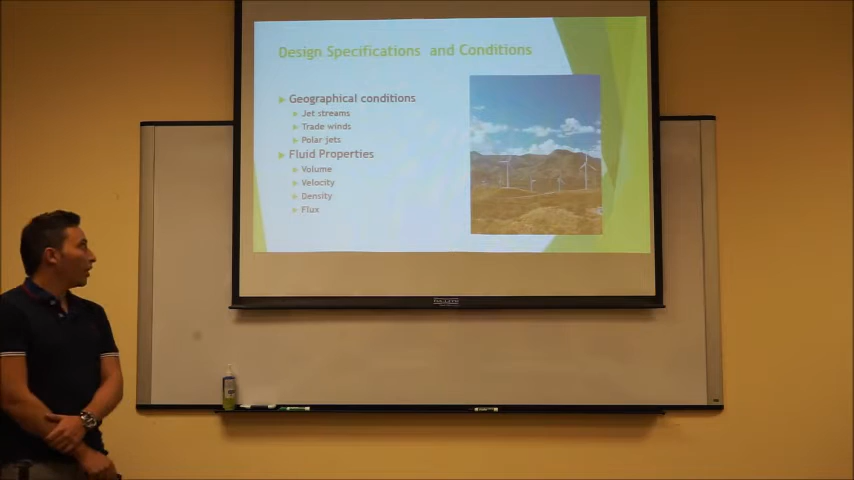 Design Specifications and Conditions
Geographical conditions
Jet streams
Trade winds
Polar jets
Fluid Properties
Volume
Velocity
Density
Flux